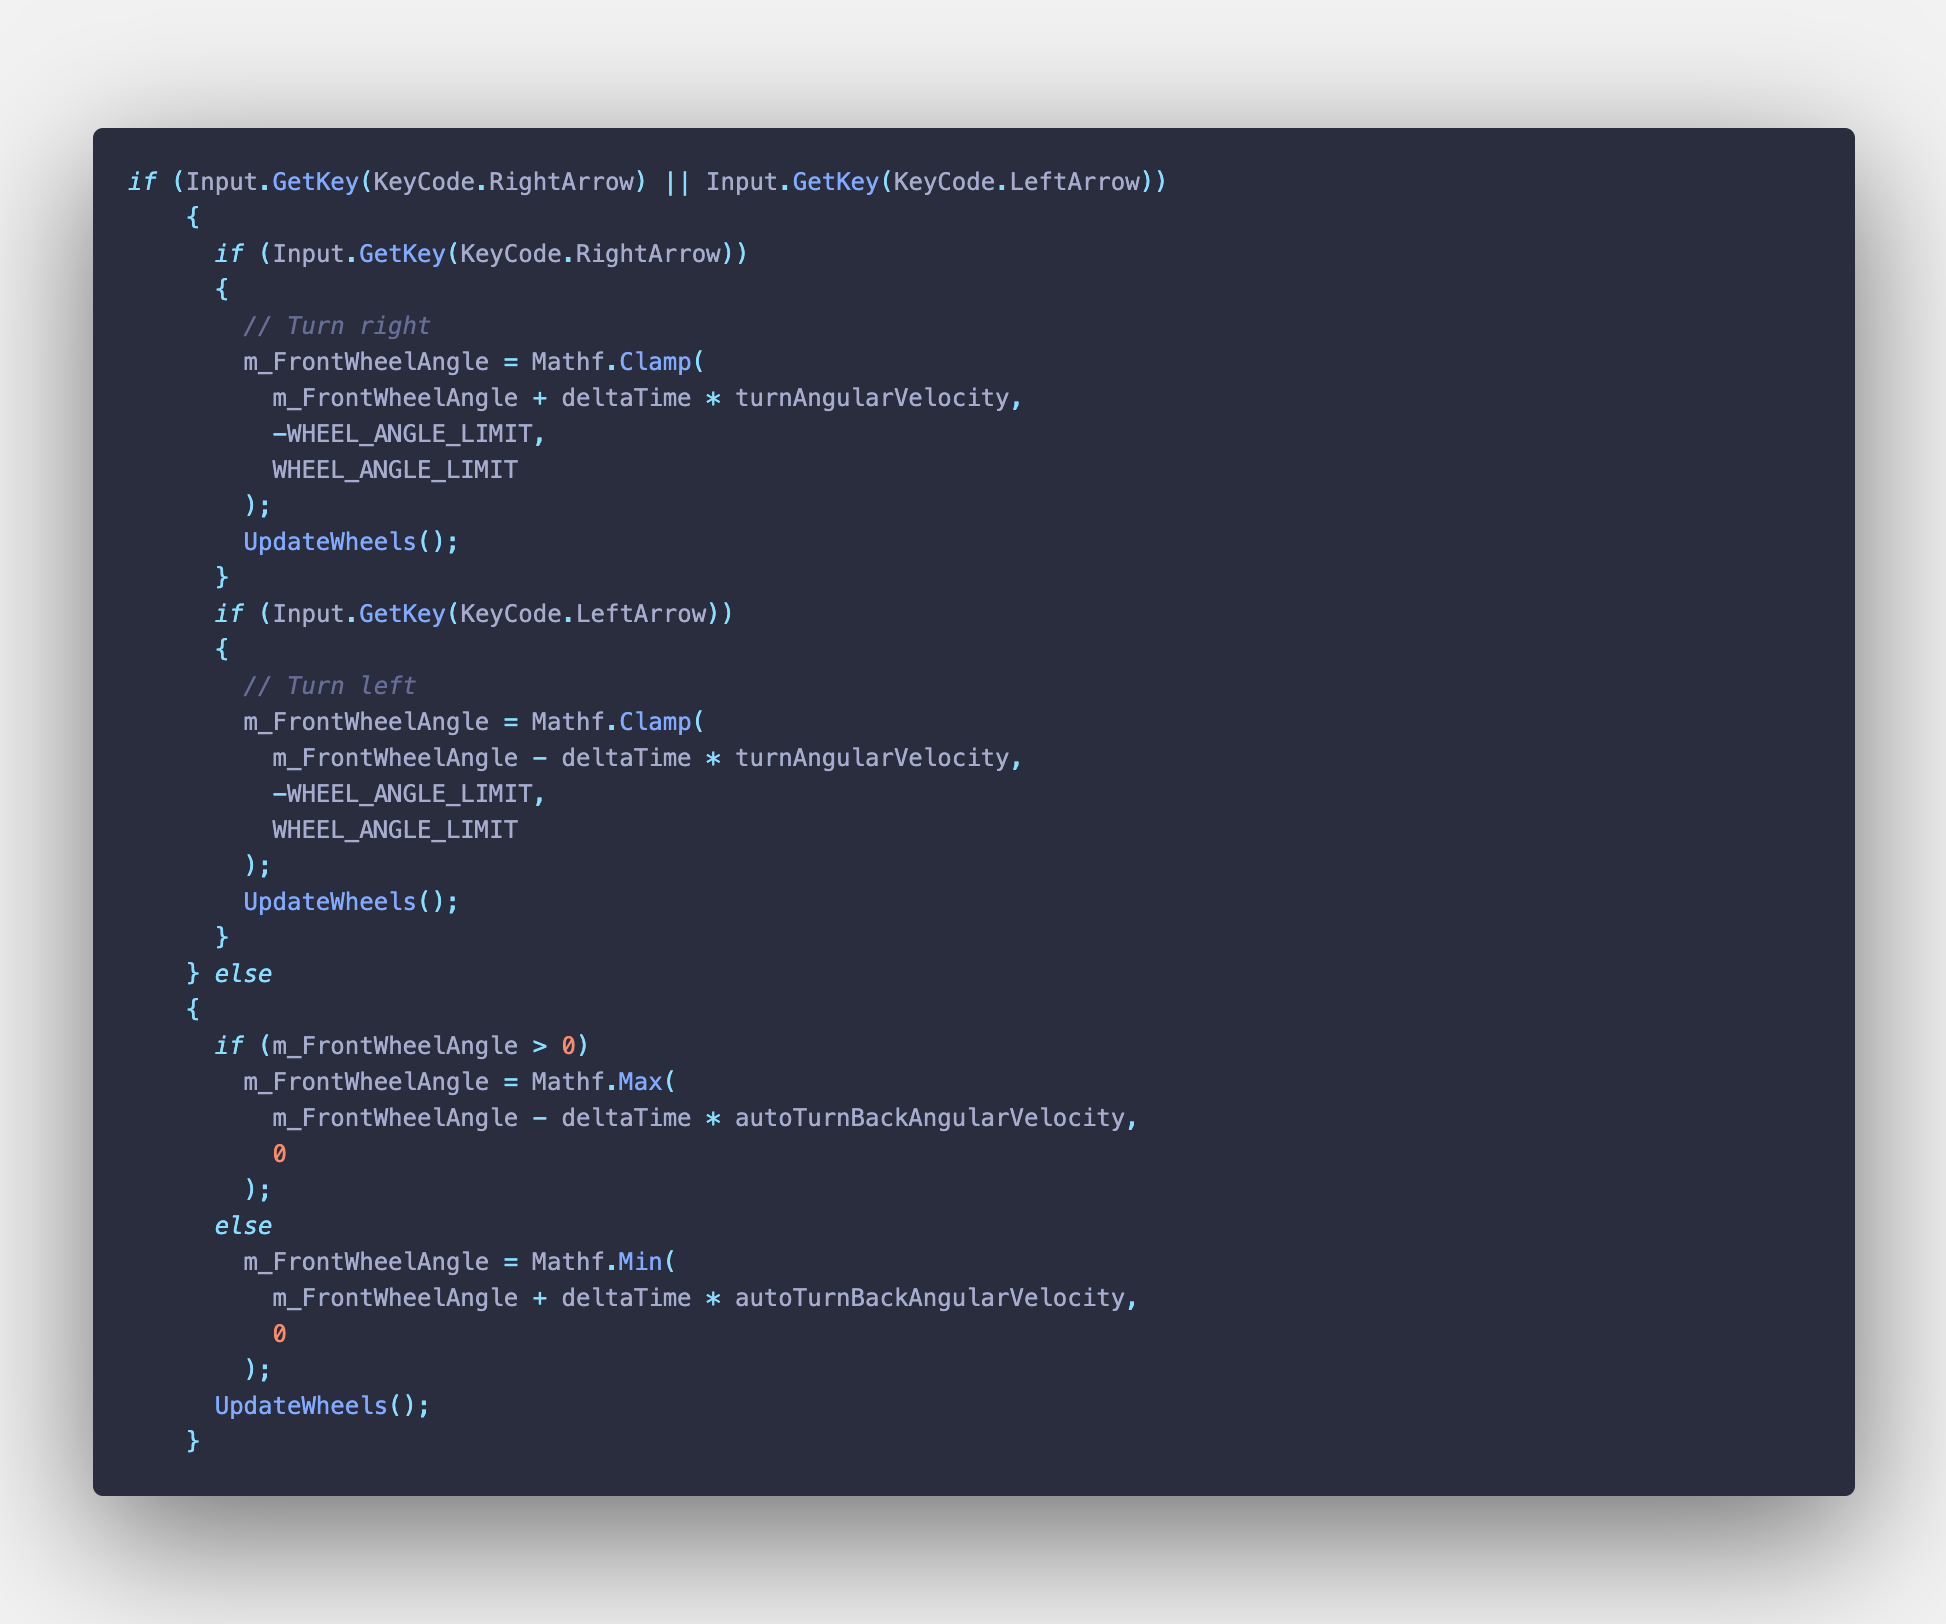 if (Input.GetKey(KeyCode.RightArrow) || Input.GetKey(KeyCode.LeftArrow))
    {
      if (Input.GetKey(KeyCode.RightArrow))
      {
        // Turn right
        m_FrontWheelAngle = Mathf.Clamp(
          m_FrontWheelAngle + deltaTime * turnAngularVelocity,
          -WHEEL_ANGLE_LIMIT,
          WHEEL_ANGLE_LIMIT
        );
        UpdateWheels();
      }
      if (Input.GetKey(KeyCode.LeftArrow))
      {
        // Turn left
        m_FrontWheelAngle = Mathf.Clamp(
          m_FrontWheelAngle - deltaTime * turnAngularVelocity,
          -WHEEL_ANGLE_LIMIT,
          WHEEL_ANGLE_LIMIT
        );
        UpdateWheels();
      }
    } else
    {
      if (m_FrontWheelAngle > 0)
        m_FrontWheelAngle = Mathf.Max(
          m_FrontWheelAngle - deltaTime * autoTurnBackAngularVelocity,
          0
        );
      else
        m_FrontWheelAngle = Mathf.Min(
          m_FrontWheelAngle + deltaTime * autoTurnBackAngularVelocity,
          0
        );
      UpdateWheels();
    }